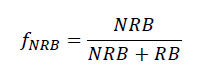 f_NRB = NRB / (NRB + RB)